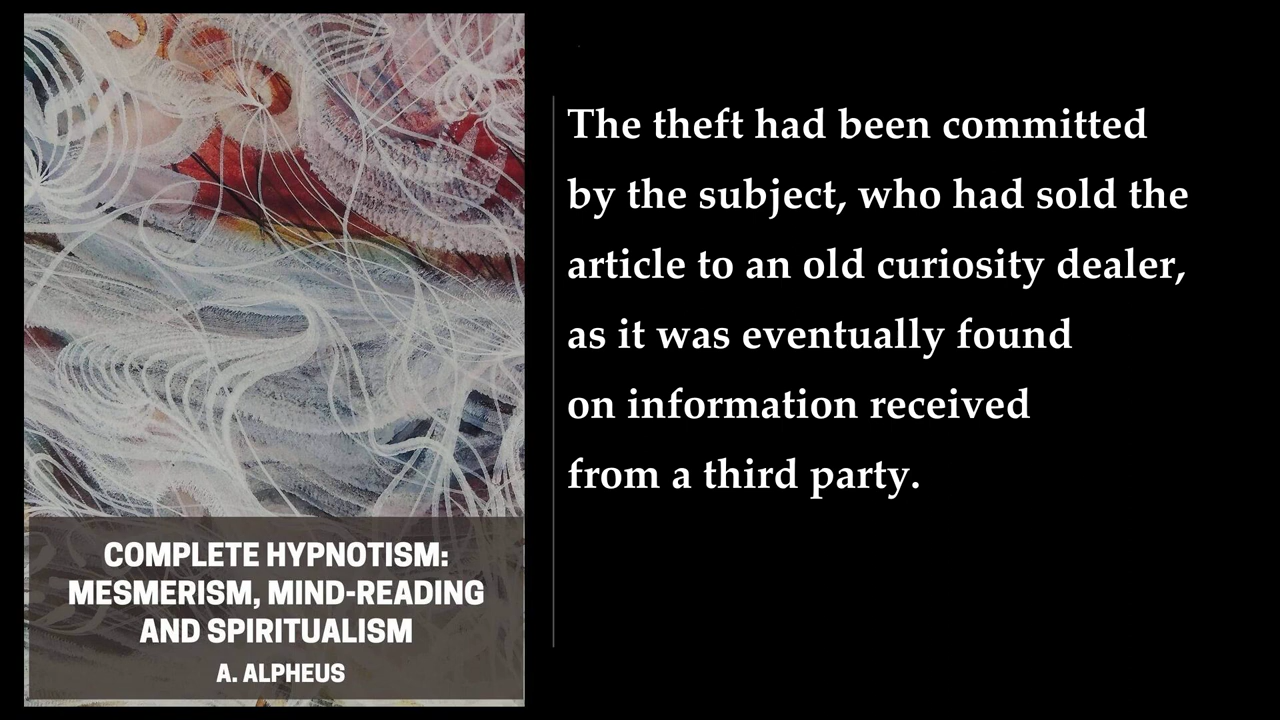 The theft had been committed
by the subject, who had sold the
article to an old curiosity dealer,
as it was eventually found
on information received
from a third party.
COMPLETE HYPNOTISM:
MESMERISM, MIND-READING
AND SPIRITUALISM
A. ALPHEUS